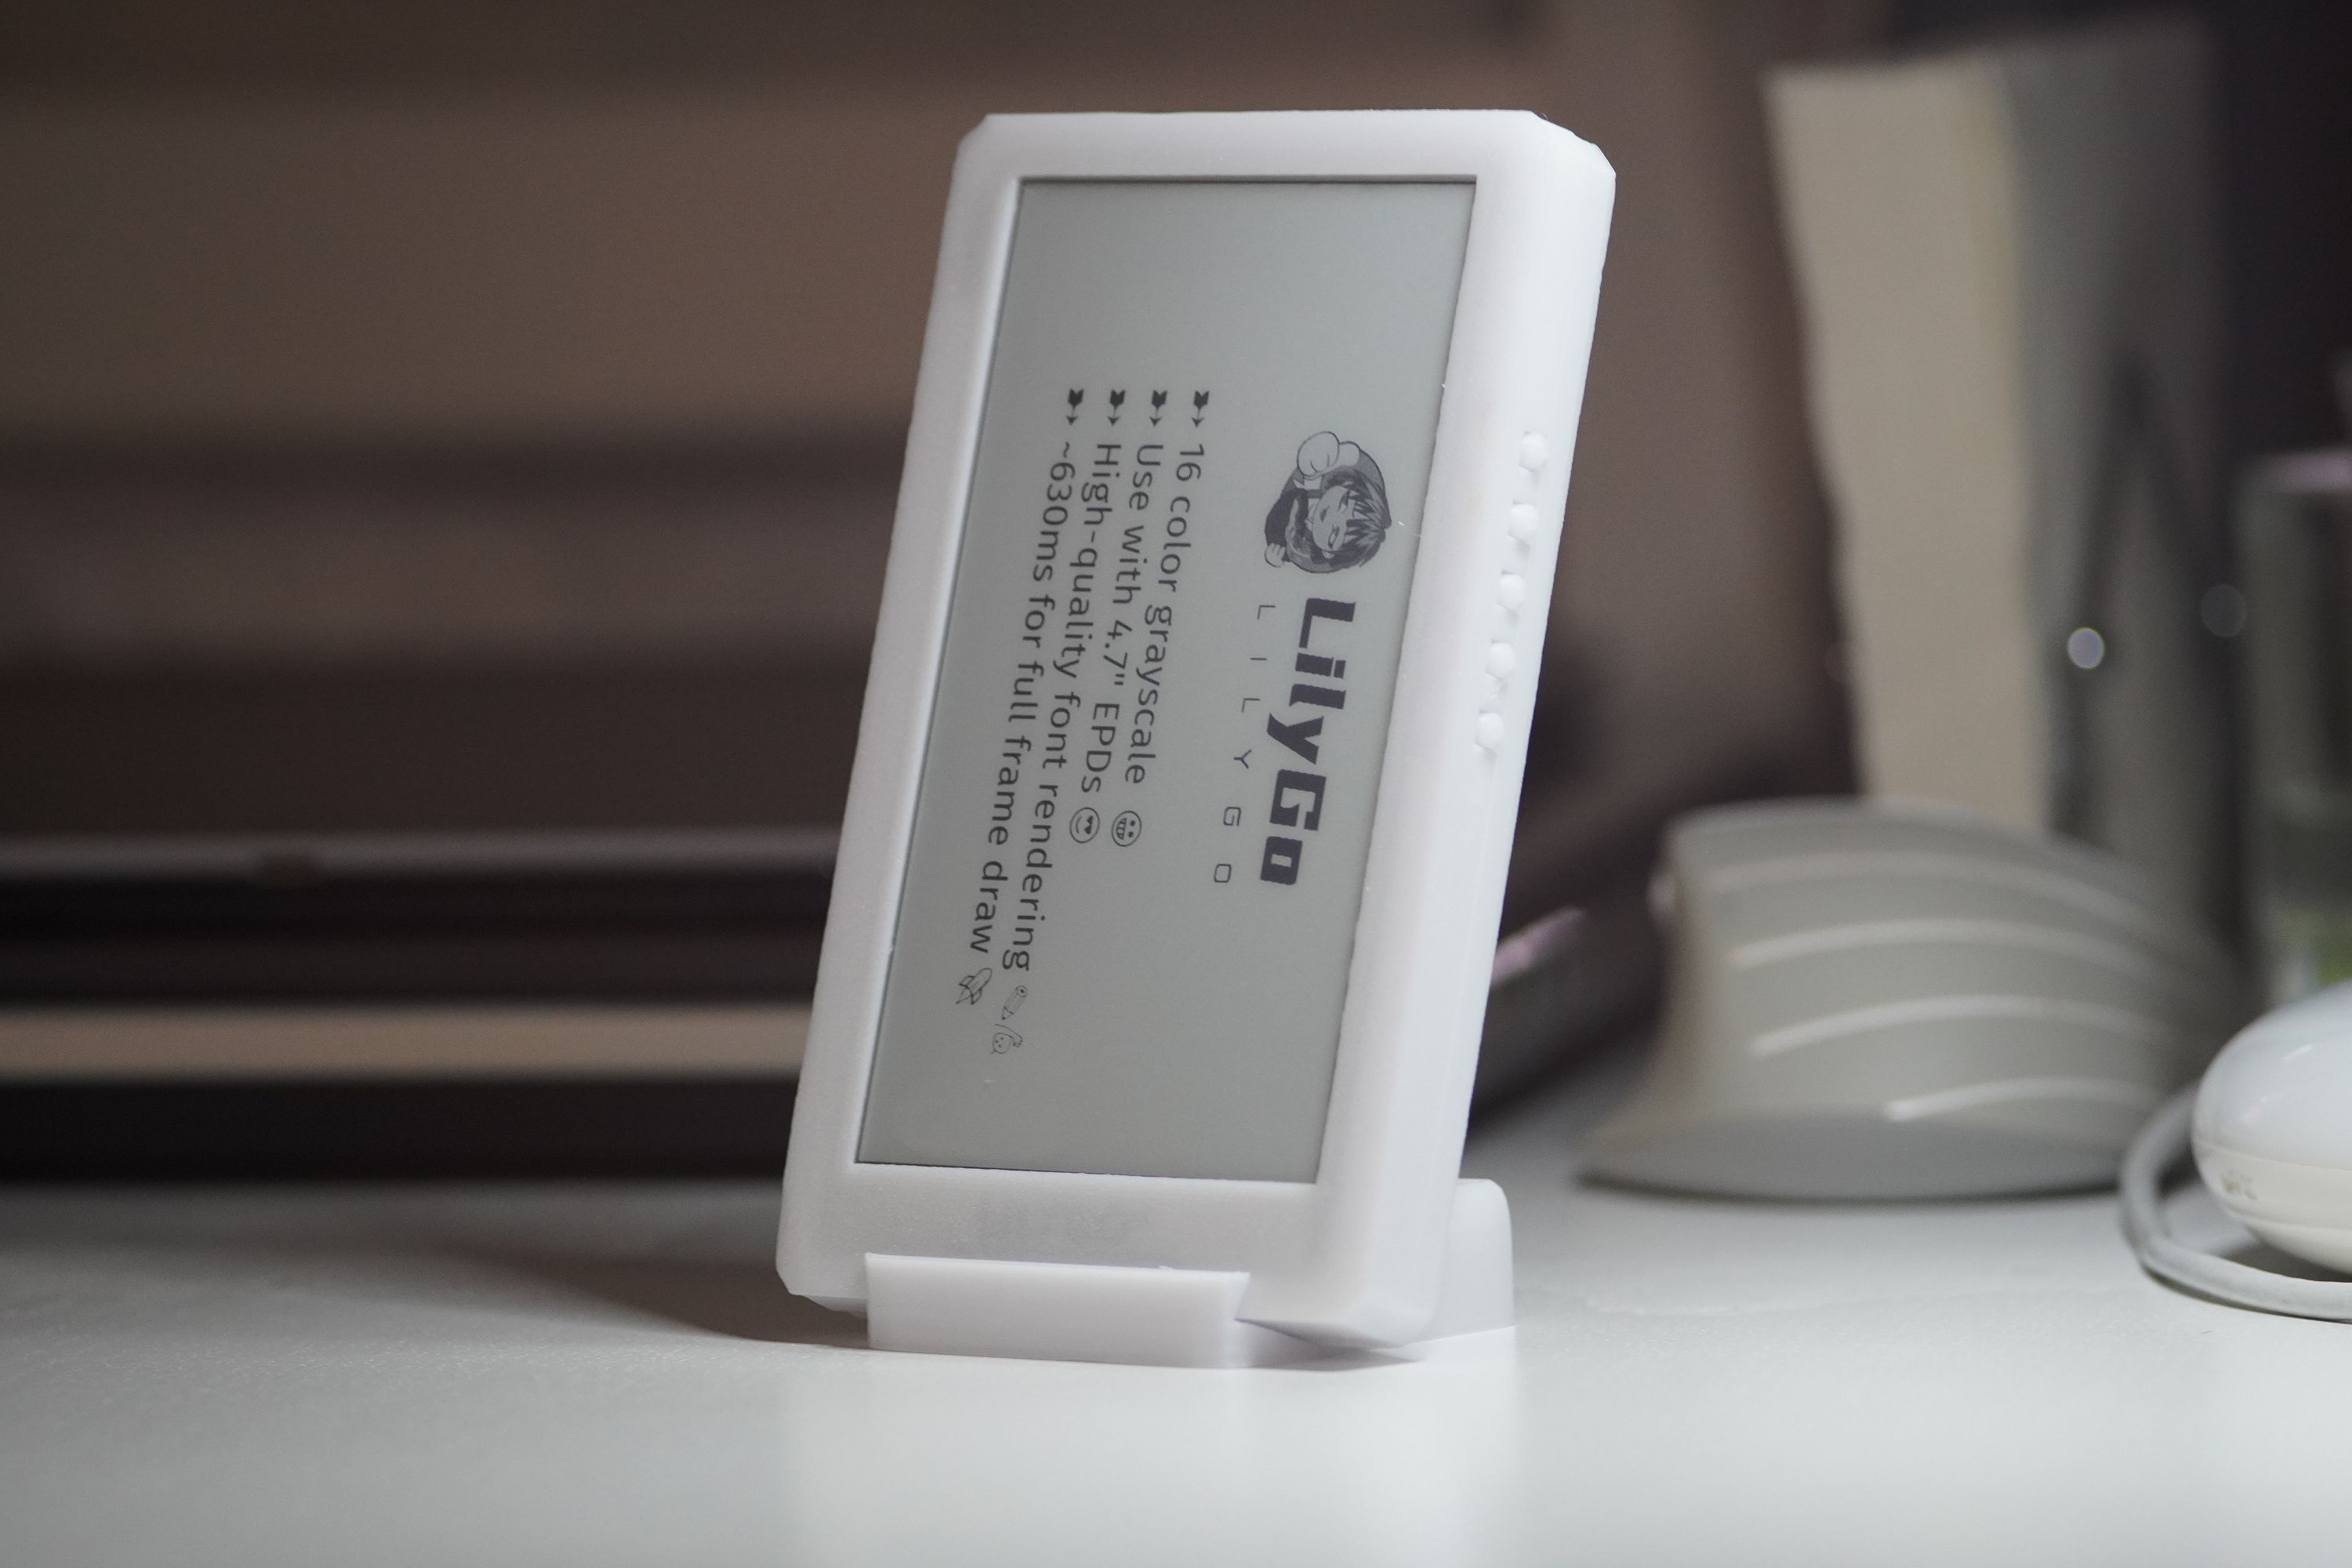 LilyGo
LILYGO
➸ 16 color grayscale 😀
➸ Use with 4.7" EPDs 😍
➸ High-quality font rendering ✎🎨
➸ ~630ms for full frame draw 🚀